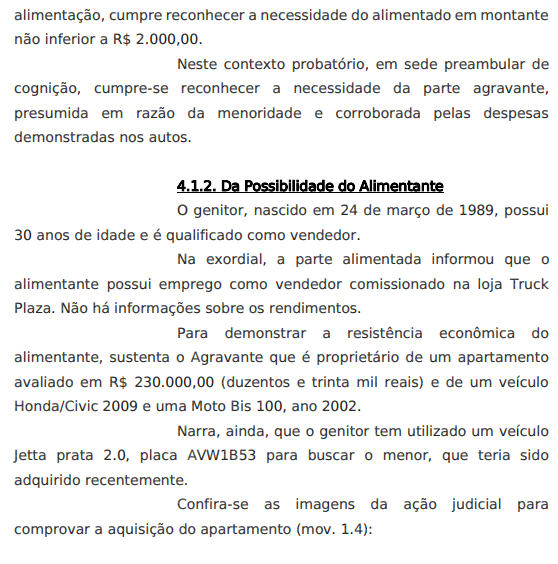 alimentação, cumpre reconhecer a necessidade do alimentado em montante
não inferior a R$ 2.000,00.
Neste contexto probatório, em sede preambular de
cognição, cumpre-se reconhecer a necessidade da parte agravante,
presumida em razão da menoridade e corroborada pelas despesas
demonstradas nos autos.
4.1.2. Da Possibilidade do Alimentante
O genitor, nascido em 24 de março de 1989, possui
30 anos de idade e é qualificado como vendedor.
Na exordial, a parte alimentada informou que o
alimentante possui emprego como vendedor comissionado na loja Truck
Plaza. Não há informações sobre os rendimentos.
Para demonstrar a resistência econômica do
alimentante, sustenta o Agravante que é proprietário de um apartamento
avaliado em R$ 230.000,00 (duzentos e trinta mil reais) e de um veículo
Honda/Civic 2009 e uma Moto Bis 100, ano 2002.
Narra, ainda, que o genitor tem utilizado um veículo
Jetta prata 2.0, placa AVW1B53 para buscar o menor, que teria sido
adquirido recentemente.
Confira-se as imagens da ação judicial para
comprovar a aquisição do apartamento (mov. 1.4):